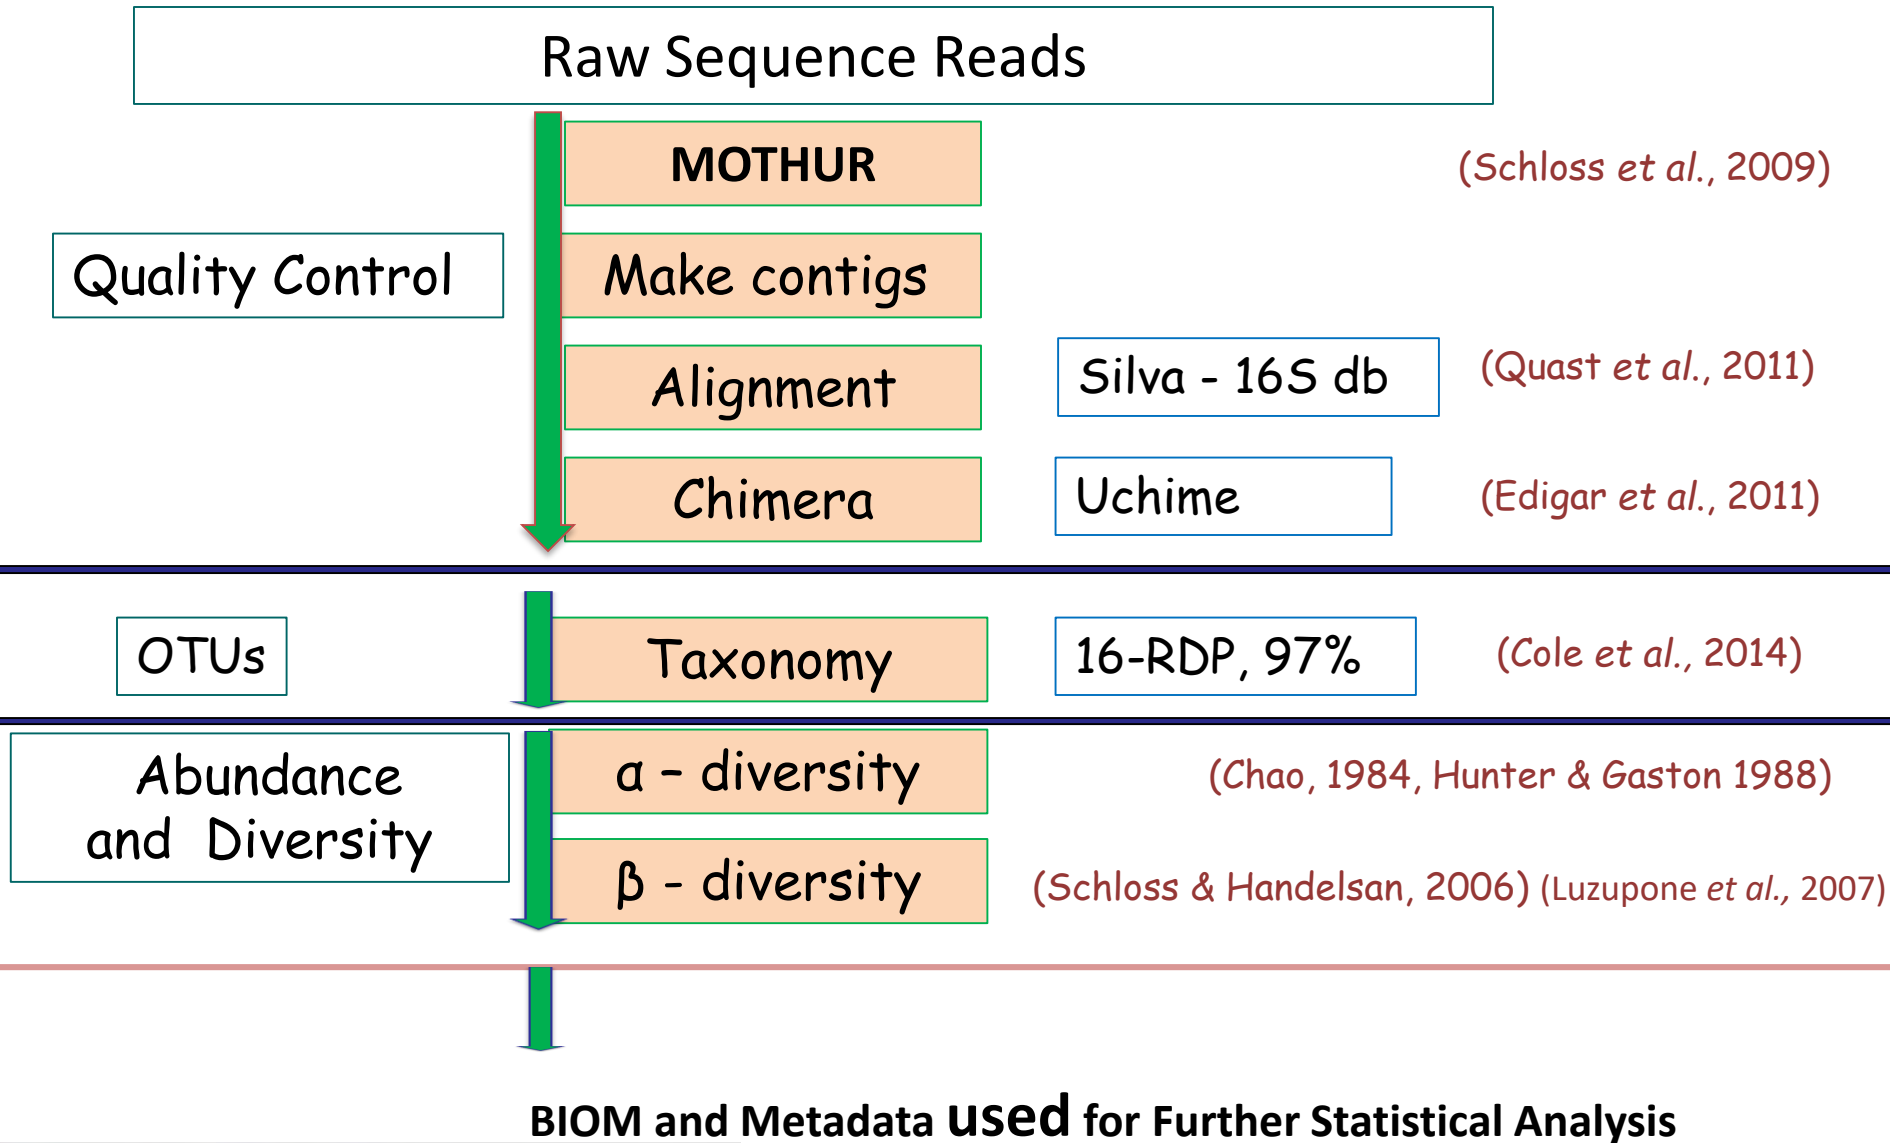 Raw Sequence Reads
MOTHUR
(Schloss et al., 2009)
Quality Control
Make contigs
Alignment
Silva - 16S db
(Quast et al., 2011)
Chimera
Uchime
(Edigar et al., 2011)
OTUs
Taxonomy
16-RDP, 97%
(Cole et al., 2014)
Abundance
and Diversity
α – diversity
(Chao, 1984, Hunter & Gaston 1988)
β - diversity
(Schloss & Handelsan, 2006) (Luzupone et al., 2007)
BIOM and Metadata used for Further Statistical Analysis